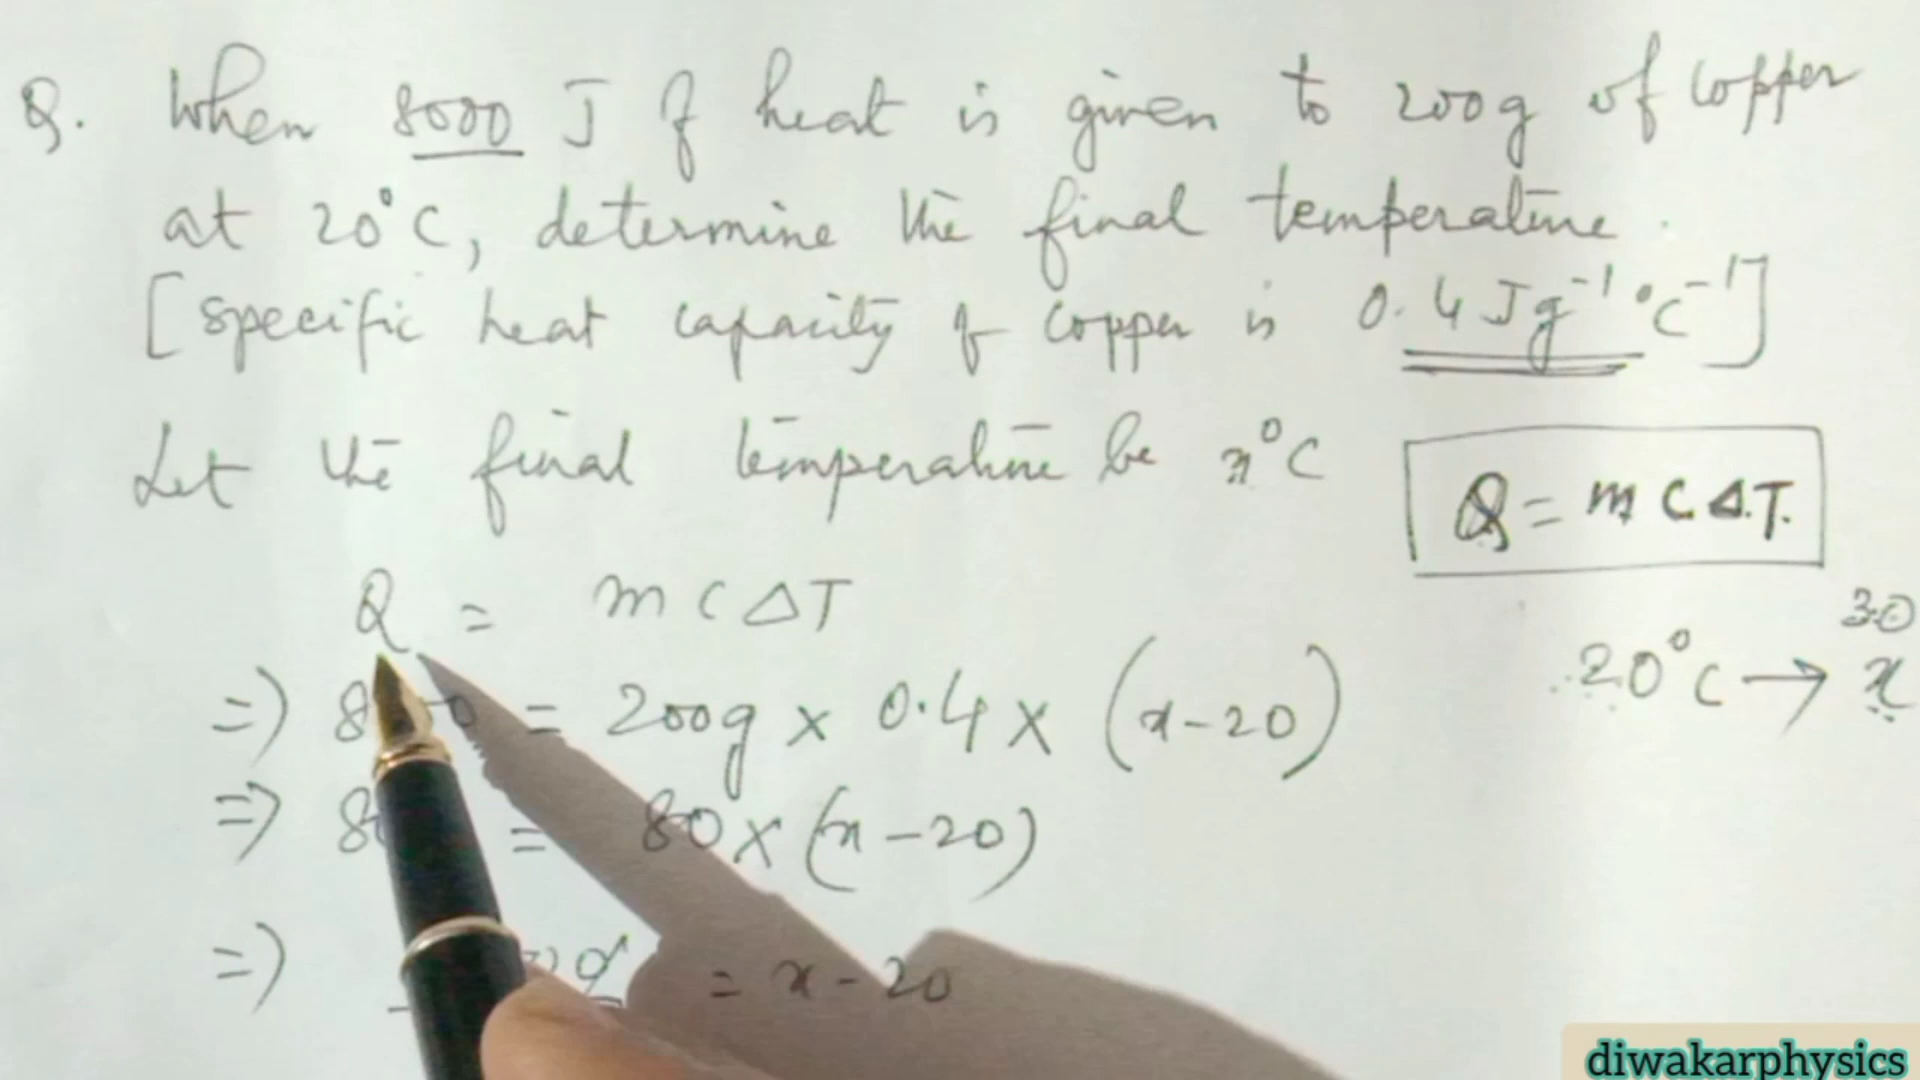 Q. When 8000 J of heat is given to 200g of copper
at 20°C, determine the final temperature.
[specific heat capacity of copper is 0.4 Jg⁻¹ °C⁻¹]
Let the final temperature be x°C
Q = m C ΔT.
Q = m C ΔT
30
20°C → x
=) 8 0 = 200g x 0.4 x (x-20)
=) 8 = 80 x (x-20)
=) = x-20
diwakarphysics